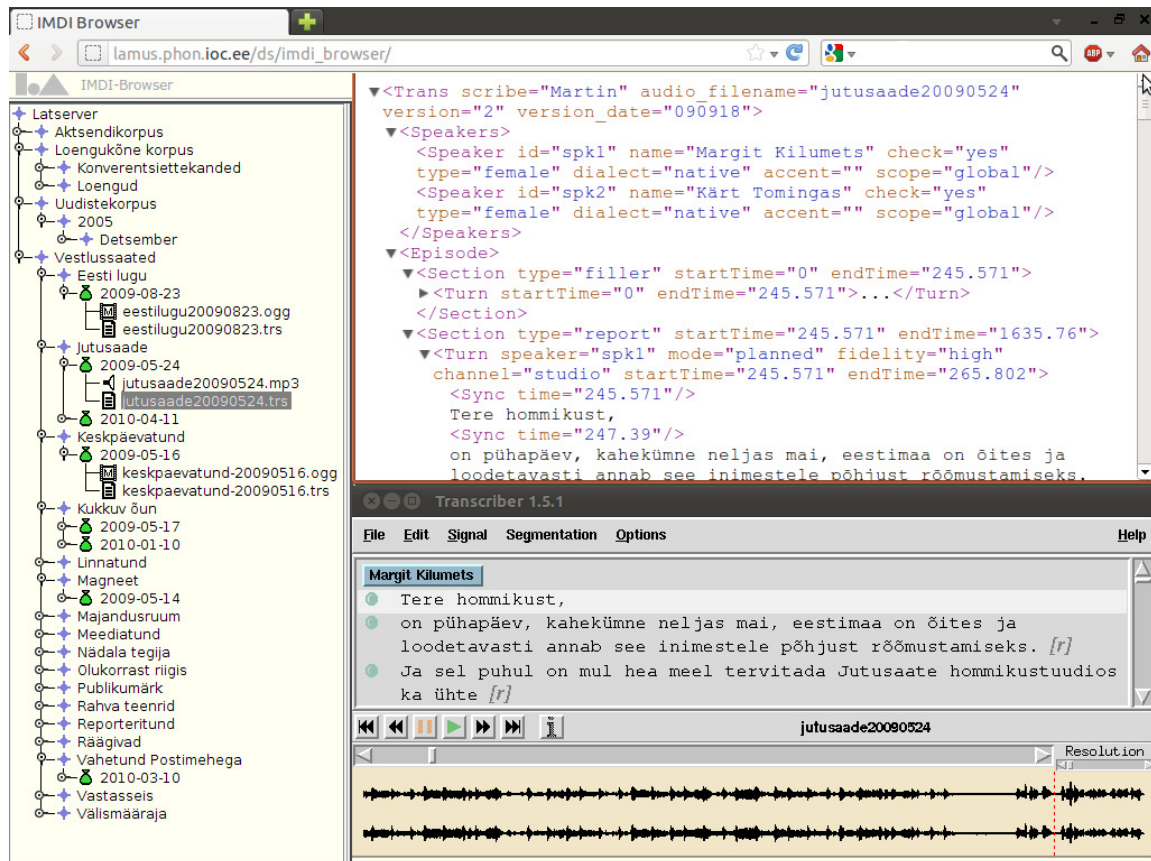 IMDI Browser
lamus.phon.ioc.ee/ds/imdi_browser/
ABP
IMDI-Browser
Latserver
Aktsendikorpus
Loengukõne korpus
Konverentsiettekanded
Loengud
Uudistekorpus
2005
Detsember
Vestlussaated
Eesti lugu
2009-08-23
eestilugu20090823.ogg
eestilugu20090823.trs
Jutusaade
2009-05-24
jutusaade20090524.mp3
jutusaade20090524.trs
2010-04-11
Keskpäevatund
2009-05-16
keskpaevatund-20090516.ogg
keskpaevatund-20090516.trs
Kukkuv õun
2009-05-17
2010-01-10
Linnatund
Magneet
2009-05-14
Majandusruum
Meediatund
Nädala tegija
Olukorrast riigis
Publikumärk
Rahva teenrid
Reporteritund
Räägivad
Vahetund Postimehega
2010-03-10
Vastasseis
Välismääraja
<Trans scribe="Martin" audio_filename="jutusaade20090524"
version="2" version_date="090918">
<Speakers>
<Speaker id="spk1" name="Margit Kilumets" check="yes"
type="female" dialect="native" accent="" scope="global"/>
<Speaker id="spk2" name="Kärt Tomingas" check="yes"
type="female" dialect="native" accent="" scope="global"/>
</Speakers>
<Episode>
<Section type="filler" startTime="0" endTime="245.571">
<Turn startTime="0" endTime="245.571">...</Turn>
</Section>
<Section type="report" startTime="245.571" endTime="1635.76">
<Turn speaker="spk1" mode="planned" fidelity="high"
channel="studio" startTime="245.571" endTime="265.802">
<Sync time="245.571"/>
Tere hommikust,
<Sync time="247.39"/>
on pühapäev, kahekümne neljas mai, eestimaa on õites ja
loodetavasti annab see inimestele põhjust rõõmustamiseks.
Transcriber 1.5.1
File Edit Signal Segmentation Options Help
Margit Kilumets
Tere hommikust,
on pühapäev, kahekümne neljas mai, eestimaa on õites ja
loodetavasti annab see inimestele põhjust rõõmustamiseks. [r]
Ja sel puhul on mul hea meel tervitada Jutusaate hommikustuudios
ka ühte [r]
jutusaade20090524
Resolution